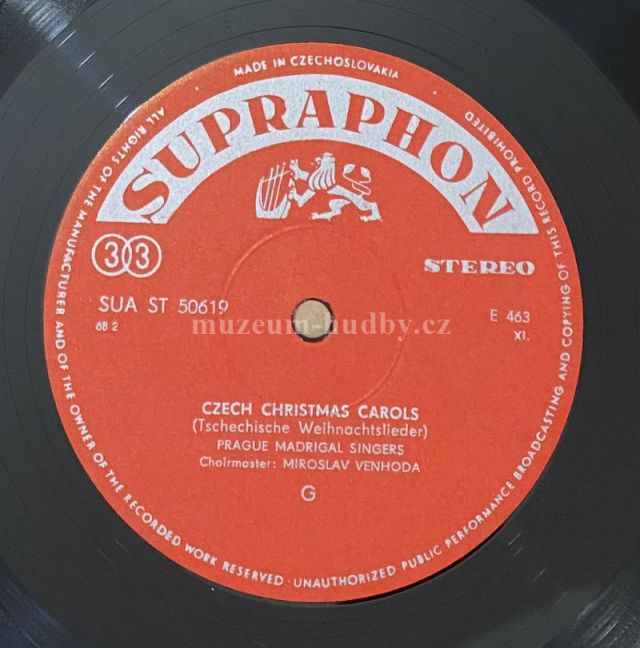 MADE IN CZECHOSLOVAKIA
ALL RIGHTS OF THE MANUFACTURER AND OF THE OWNER OF THE RECORDED WORK RESERVED · UNAUTHORIZED PUBLIC PERFORMANCE BROADCASTING AND COPYING OF THIS RECORD PROHIBITED
SUPRAPHON
33
STEREO
SUA ST 50619
E 463
68 2
XI.
muzeum-hudby.cz
CZECH CHRISTMAS CAROLS
(Tschechische Weihnachtslieder)
PRAGUE MADRIGAL SINGERS
Choirmaster: MIROSLAV VENHODA
G